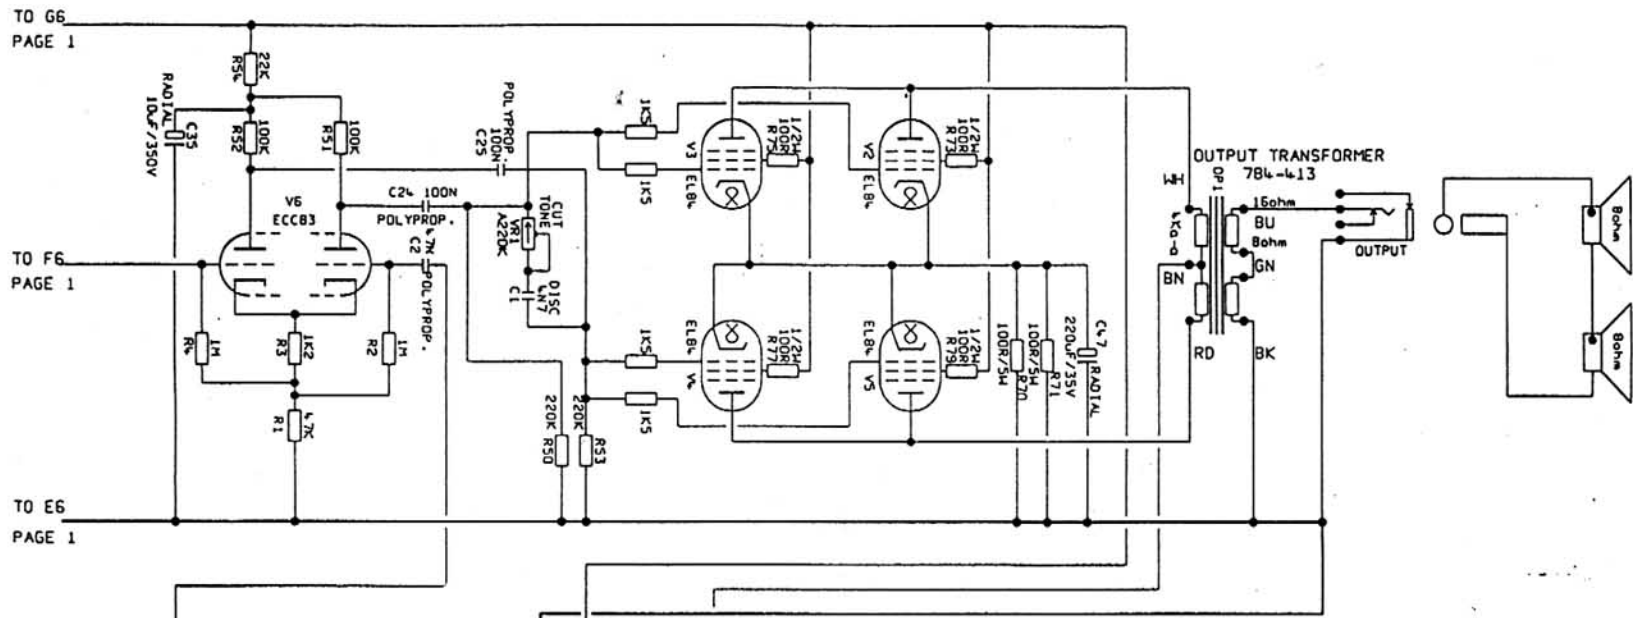 TO G6
PAGE 1
22K
R54
RADIAL
10uF/350V
C35
100K
R52
100K
R51
V6
ECC83
C24 100N
POLYPROP.
POLYPROP.
100N
C25
4.7K
C2
POLYPROP.
CUT
TONE
VR1
A220K
DISC
4N7
C1
TO F6
PAGE 1
1M
R4
1K2
R3
1M
R2
4.7K
R1
220K
R50
220K
R53
1K5
1K5
1K5
1K5
V3
EL84
1/2W
100R
R75
V2
EL84
1/2W
100R
R73
EL84
V4
1/2W
100R
R77
EL84
V5
1/2W
100R
R79
100R/5W
R70
100R/5W
R71
220uF/35V
C47
RADIAL
OUTPUT TRANSFORMER
784-413
OP1
WH
BN
RD
16ohm
BU
8ohm
GN
BK
OUTPUT
8ohm
8ohm
TO E6
PAGE 1